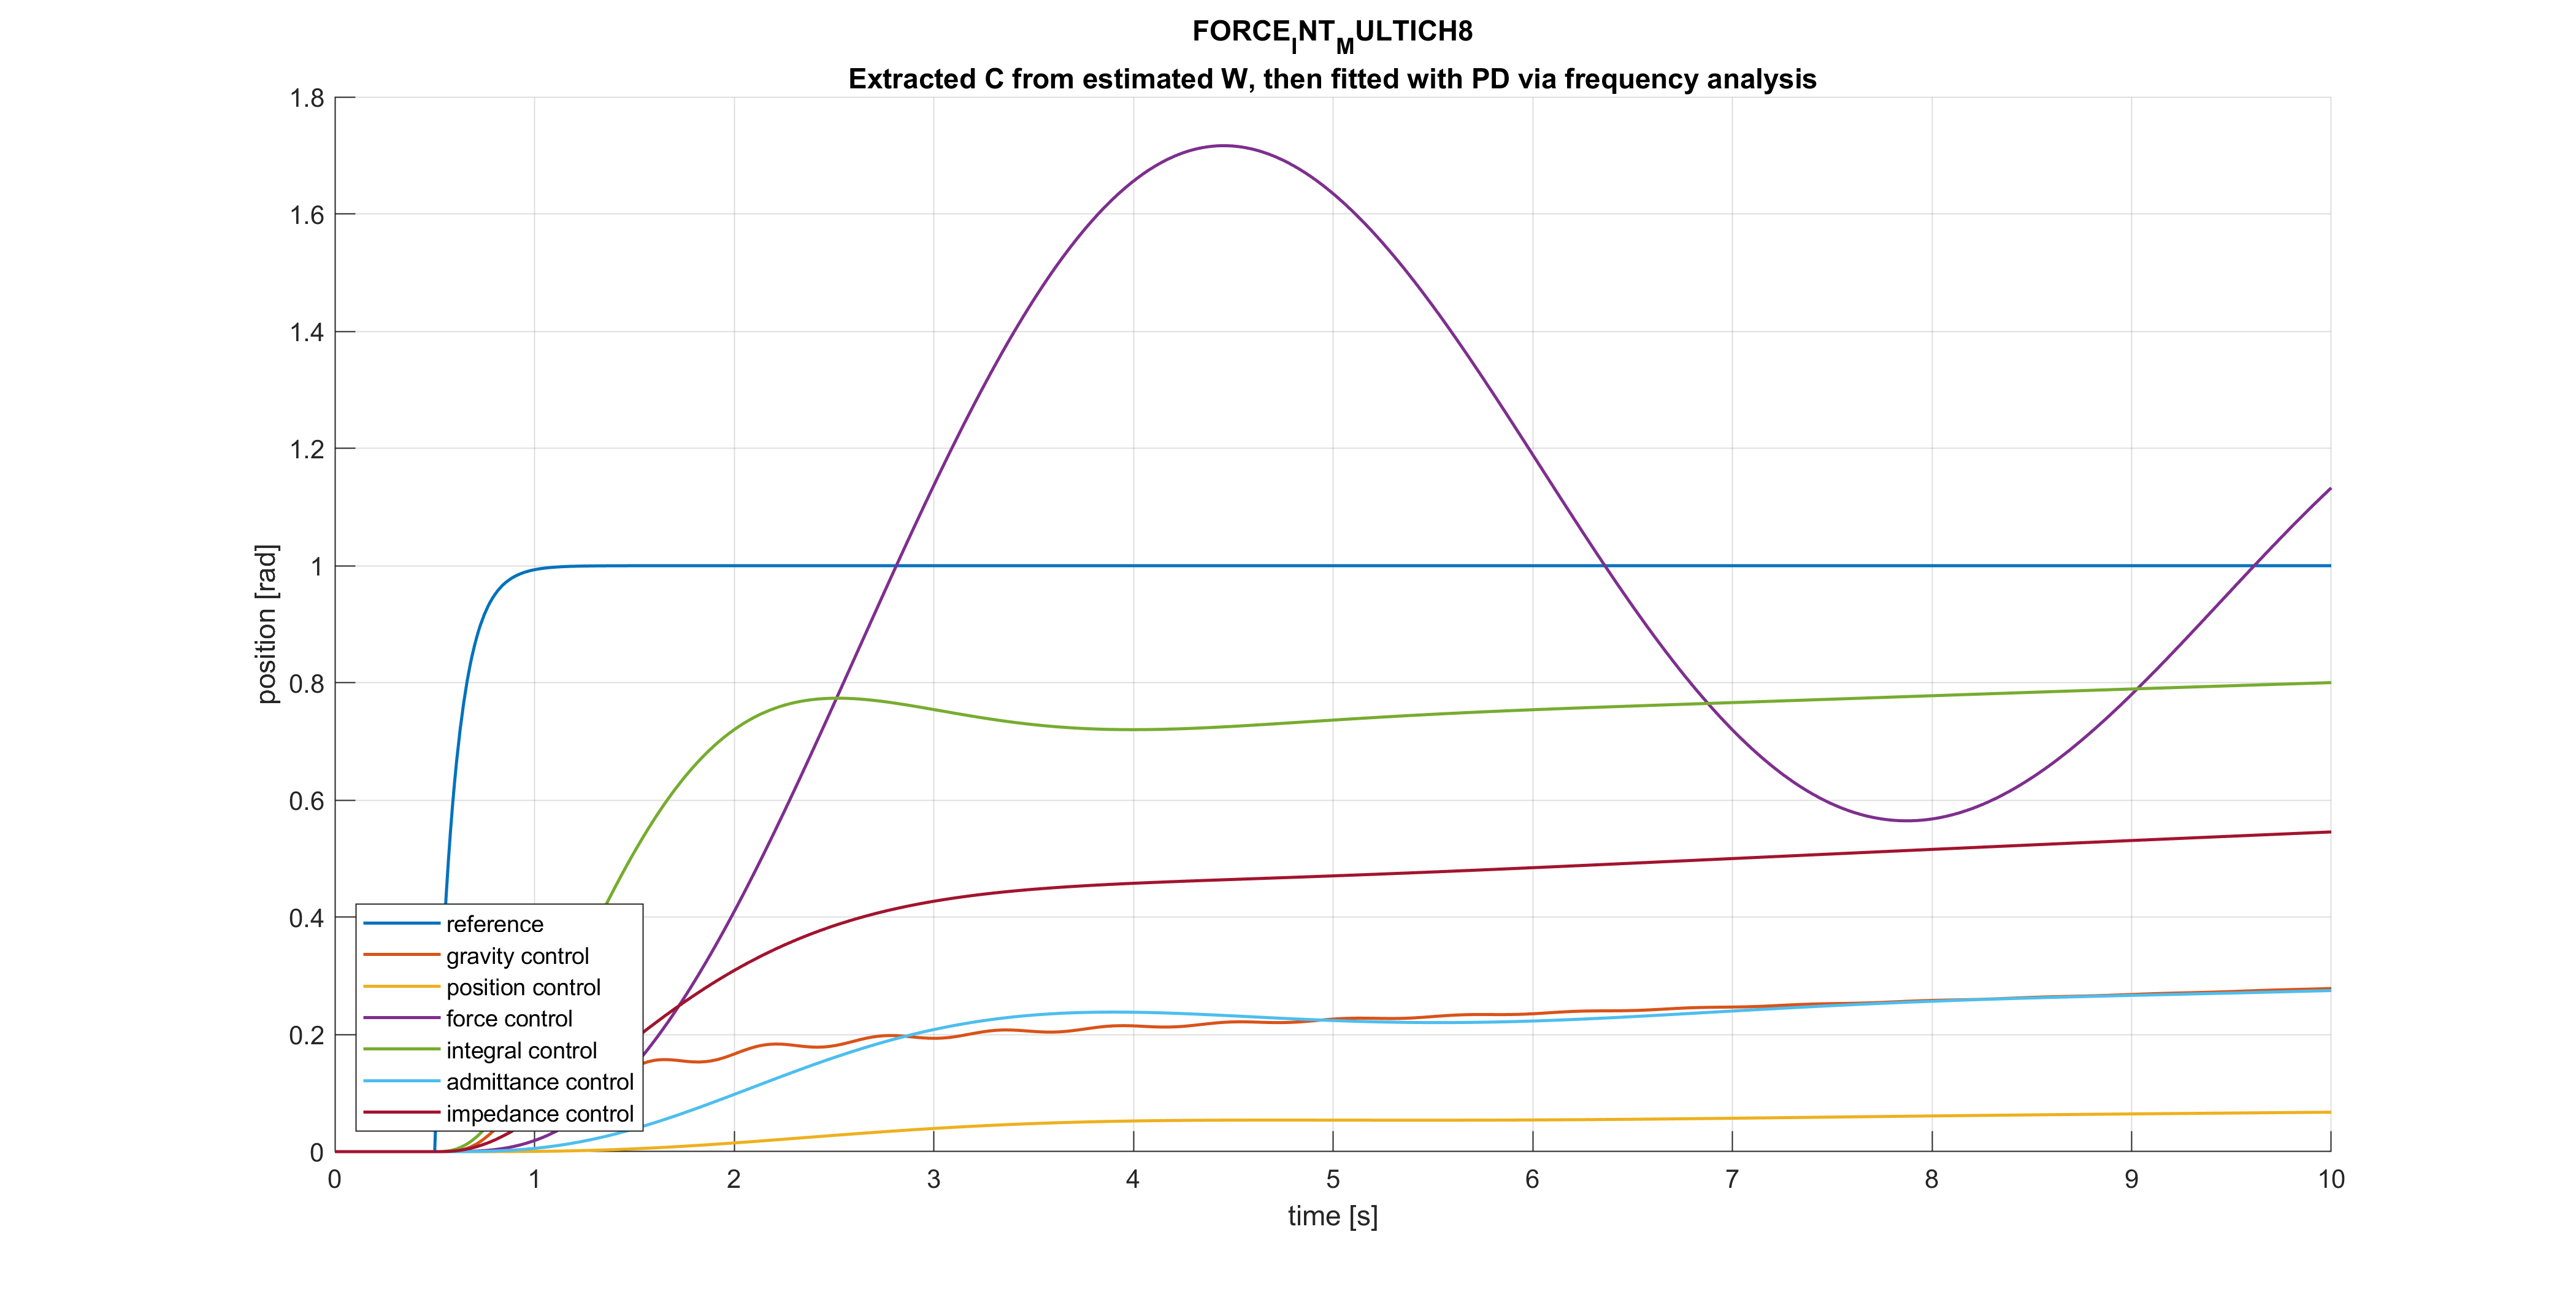 FORCE_INT_MULTICH8
Extracted C from estimated W, then fitted with PD via frequency analysis
1.8
1.6
1.4
1.2
1
0.8
0.6
0.4
0.2
0
position [rad]
reference
gravity control
position control
force control
integral control
admittance control
impedance control
0 1 2 3 4 5 6 7 8 9 10
time [s]